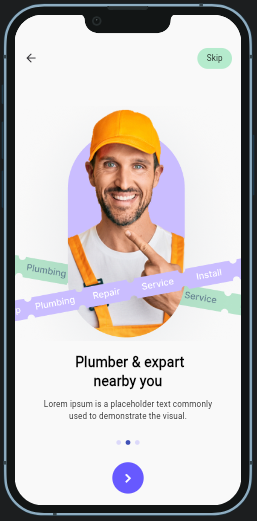 Skip
Plumbing
Install
Service
Repair
Plumbing
p
Service
Plumber & expart
nearby you
Lorem ipsum is a placeholder text commonly
used to demonstrate the visual.